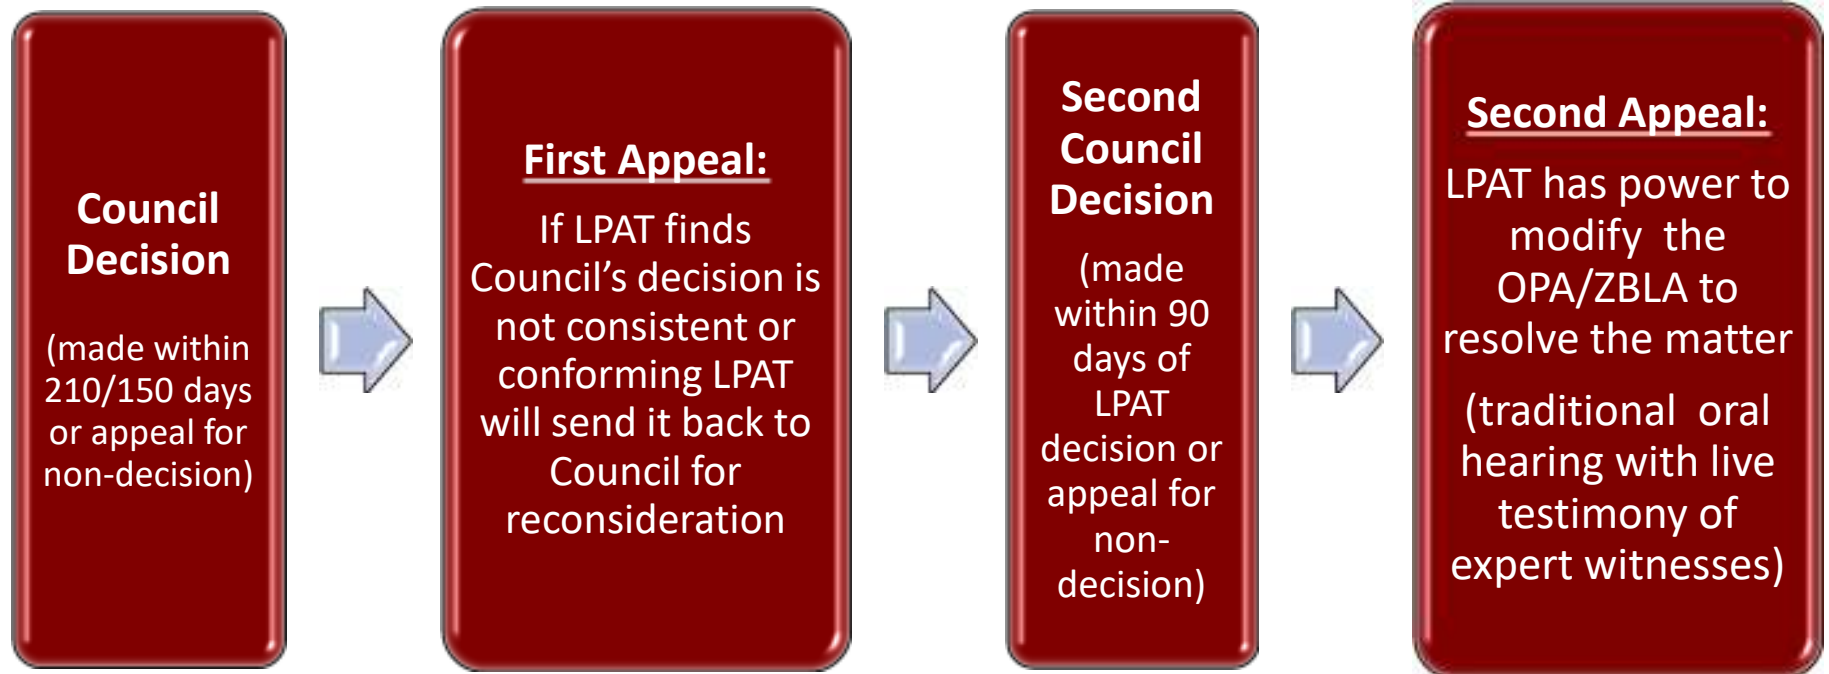 Council
Decision
(made within
210/150 days
or appeal for
non-decision)
First Appeal:
If LPAT finds
Council’s decision is
not consistent or
conforming LPAT
will send it back to
Council for
reconsideration
Second
Council
Decision
(made
within 90
days of
LPAT
decision or
appeal for
non-
decision)
Second Appeal:
LPAT has power to
modify the
OPA/ZBLA to
resolve the matter
(traditional oral
hearing with live
testimony of
expert witnesses)